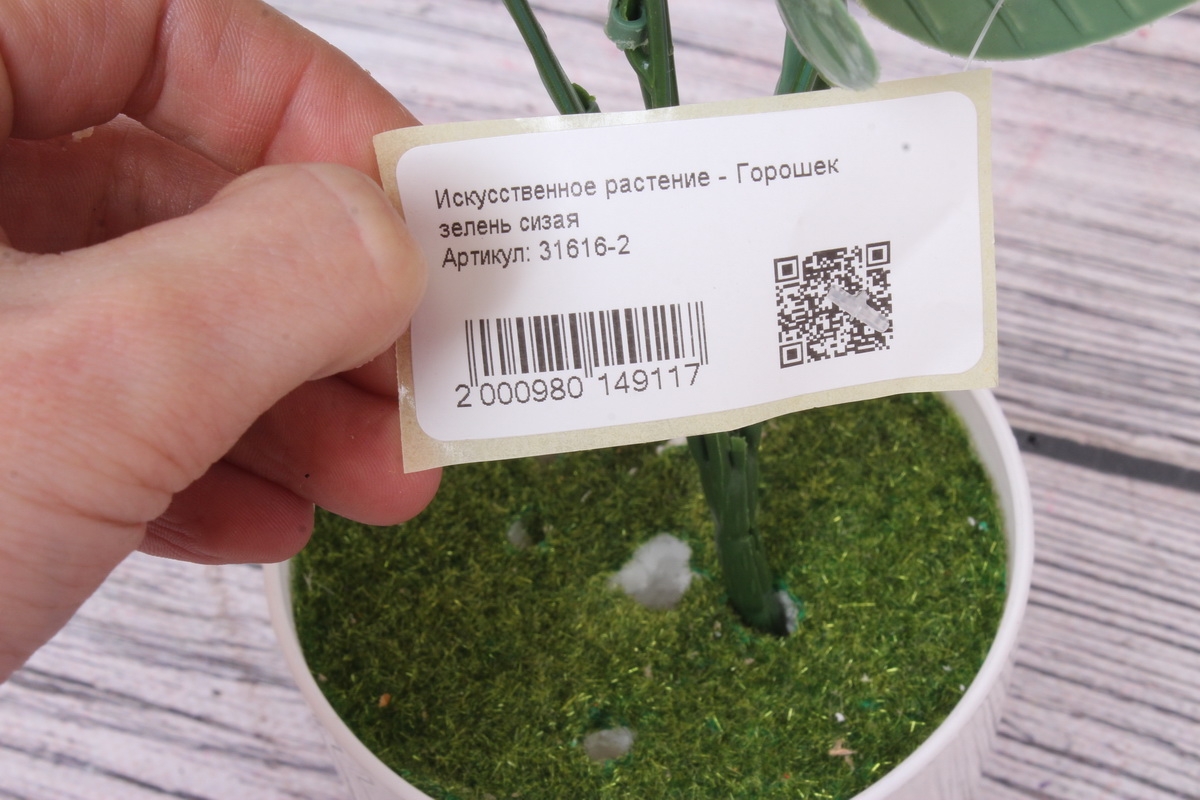 Искусственное растение - Горошек
зелень сизая
Артикул: 31616-2
2 000980 149117